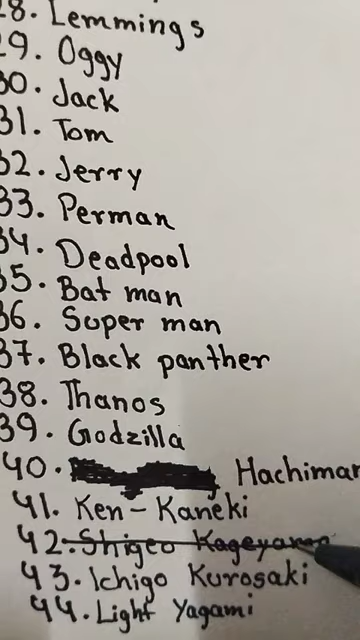 28. Lemmings
29. Oggy
30. Jack
31. Tom
32. Jerry
33. Perman
34. Deadpool
35. Bat man
36. Super man
37. Black panther
38. Thanos
39. Godzilla
40. Hachiman
41. Ken-Kaneki
42. Shigeo Kageyama
43. Ichigo Kurosaki
44. Light Yagami